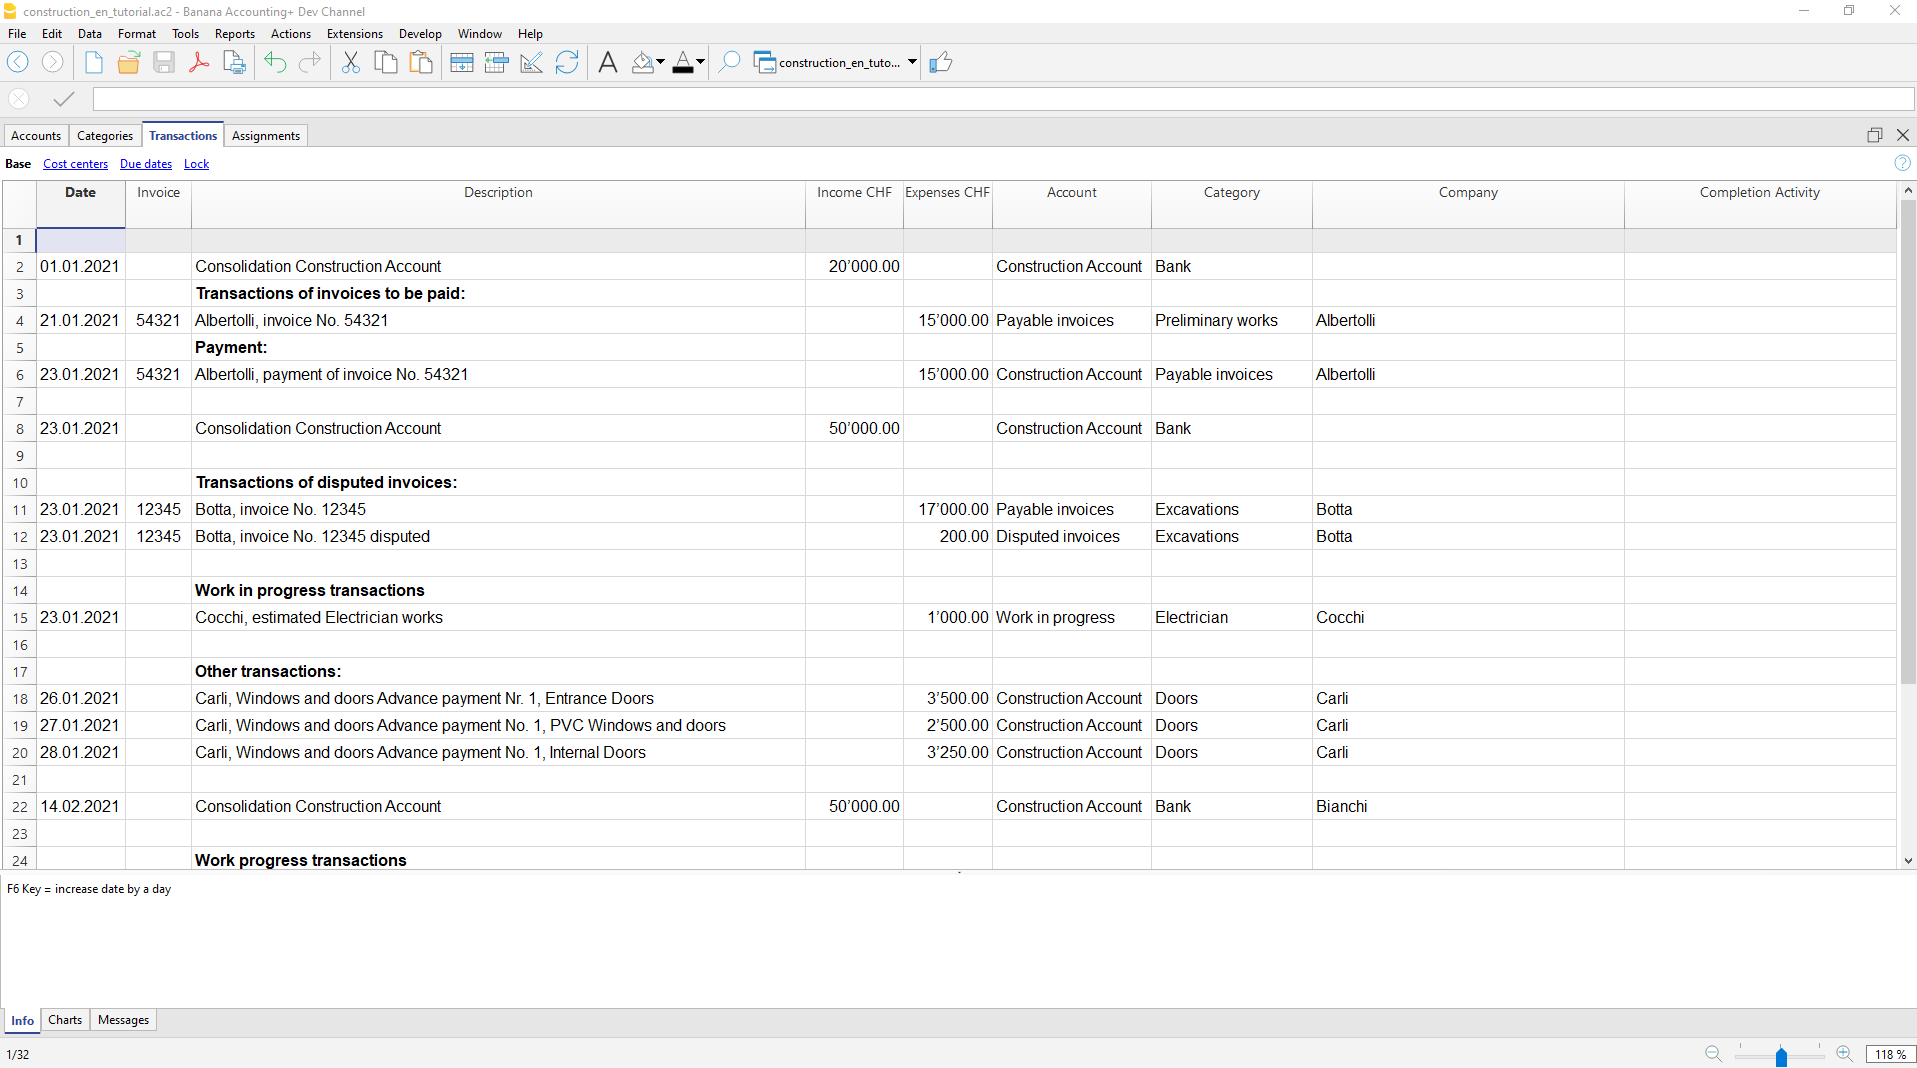 construction_en_tutorial.ac2 - Banana Accounting+ Dev Channel
File Edit Data Format Tools Reports Actions Extensions Develop Window Help
construction_en_tuto...
Accounts Categories Transactions Assignments
Base Cost centers Due dates Lock
Date Invoice Description Income CHF Expenses CHF Account Category Company Completion Activity
1
2 01.01.2021 Consolidation Construction Account 20’000.00 Construction Account Bank
3 Transactions of invoices to be paid:
4 21.01.2021 54321 Albertolli, invoice No. 54321 15’000.00 Payable invoices Preliminary works Albertolli
5 Payment:
6 23.01.2021 54321 Albertolli, payment of invoice No. 54321 15’000.00 Construction Account Payable invoices Albertolli
7
8 23.01.2021 Consolidation Construction Account 50’000.00 Construction Account Bank
9
10 Transactions of disputed invoices:
11 23.01.2021 12345 Botta, invoice No. 12345 17’000.00 Payable invoices Excavations Botta
12 23.01.2021 12345 Botta, invoice No. 12345 disputed 200.00 Disputed invoices Excavations Botta
13
14 Work in progress transactions
15 23.01.2021 Cocchi, estimated Electrician works 1’000.00 Work in progress Electrician Cocchi
16
17 Other transactions:
18 26.01.2021 Carli, Windows and doors Advance payment Nr. 1, Entrance Doors 3’500.00 Construction Account Doors Carli
19 27.01.2021 Carli, Windows and doors Advance payment No. 1, PVC Windows and doors 2’500.00 Construction Account Doors Carli
20 28.01.2021 Carli, Windows and doors Advance payment No. 1, Internal Doors 3’250.00 Construction Account Doors Carli
21
22 14.02.2021 Consolidation Construction Account 50’000.00 Construction Account Bank Bianchi
23
24 Work progress transactions
F6 Key = increase date by a day
Info Charts Messages
1/32 118 %